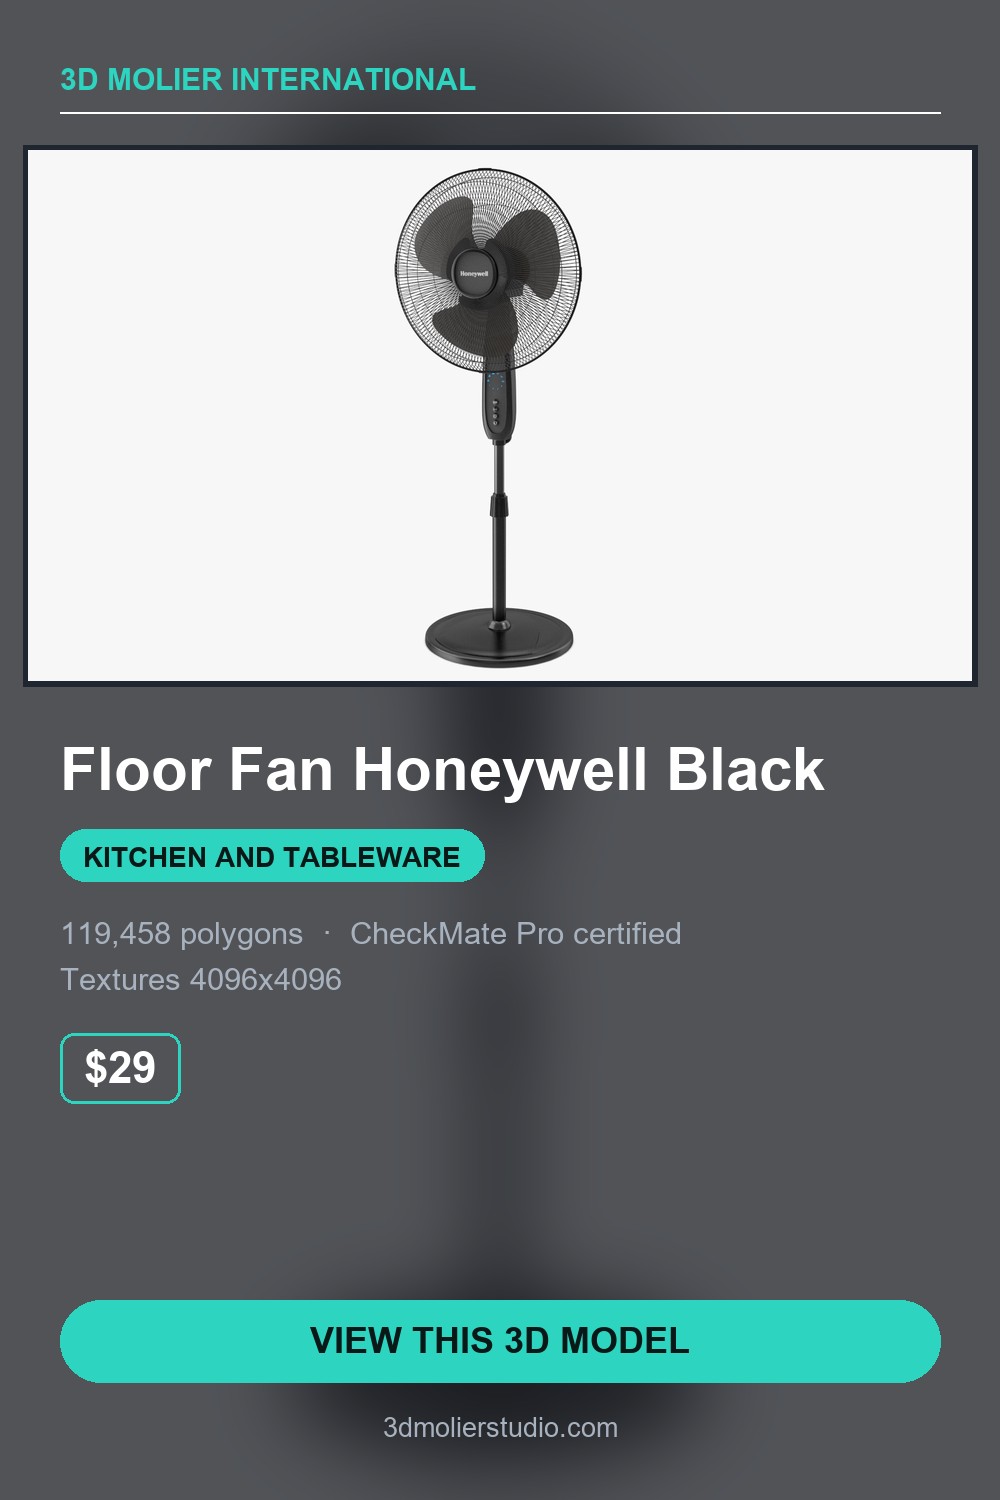 3D MOLIER INTERNATIONAL
Honeywell
Floor Fan Honeywell Black
KITCHEN AND TABLEWARE
119,458 polygons · CheckMate Pro certified
Textures 4096x4096
$29
VIEW THIS 3D MODEL
3dmolierstudio.com